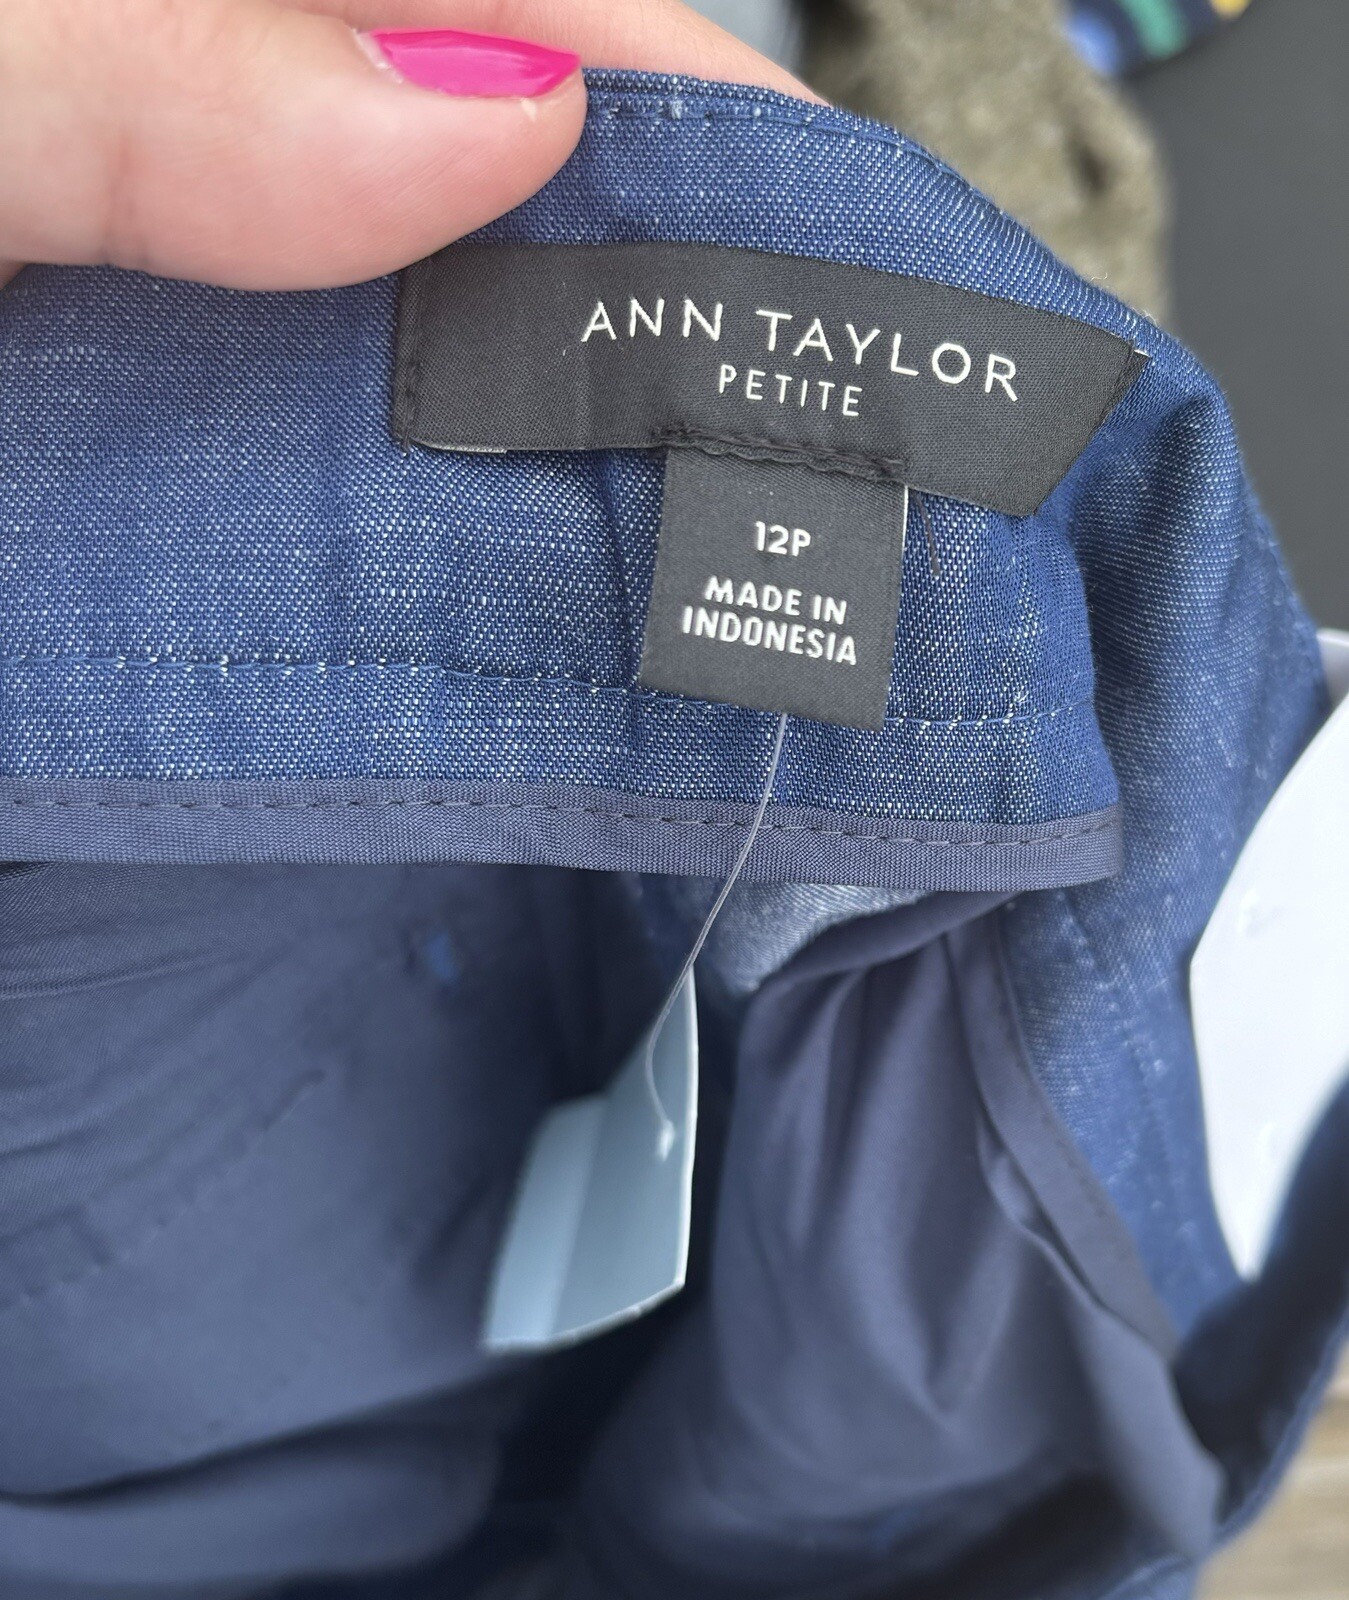 ANN TAYLOR
PETITE
12P
MADE IN
INDONESIA